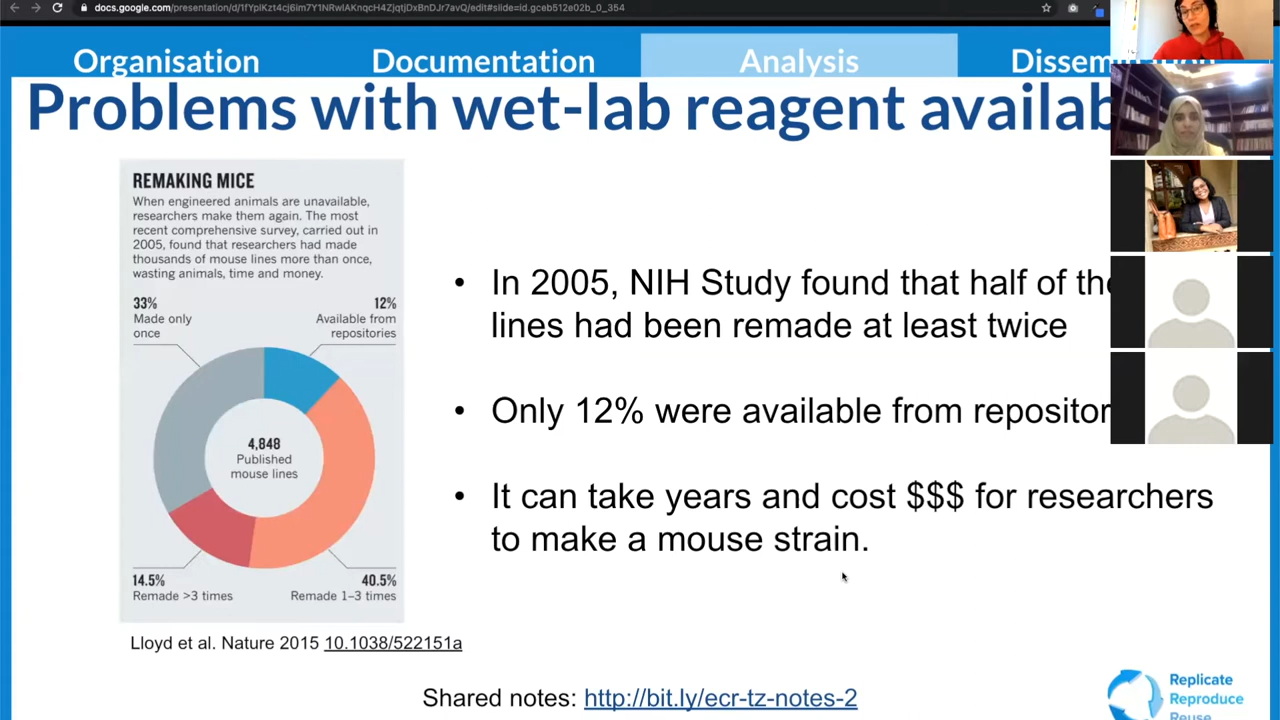 docs.google.com/presentation/d/1fYpIKzt4cj6im7Y1NRwlAKnqcH4ZjqtjDxBnDJr7avQ/edit#slide=id.gceb512e02b_0_354
Organisation Documentation Analysis
Problems with wet-lab reagent
REMAKING MICE
When engineered animals are unavailable,
researchers make them again. The most
recent comprehensive survey, carried out in
2005, found that researchers had made
thousands of mouse lines more than once,
wasting animals, time and money.
33%
Made only
once
12%
Available from
repositories
4,848
Published
mouse lines
14.5%
Remade >3 times
40.5%
Remade 1–3 times
Lloyd et al. Nature 2015 10.1038/522151a
• In 2005, NIH Study found that half of the
lines had been remade at least twice
• Only 12% were available from
• It can take years and cost $$$ for researchers
to make a mouse strain.
Shared notes: http://bit.ly/ecr-tz-notes-2
Replicate
Reproduce
Reuse